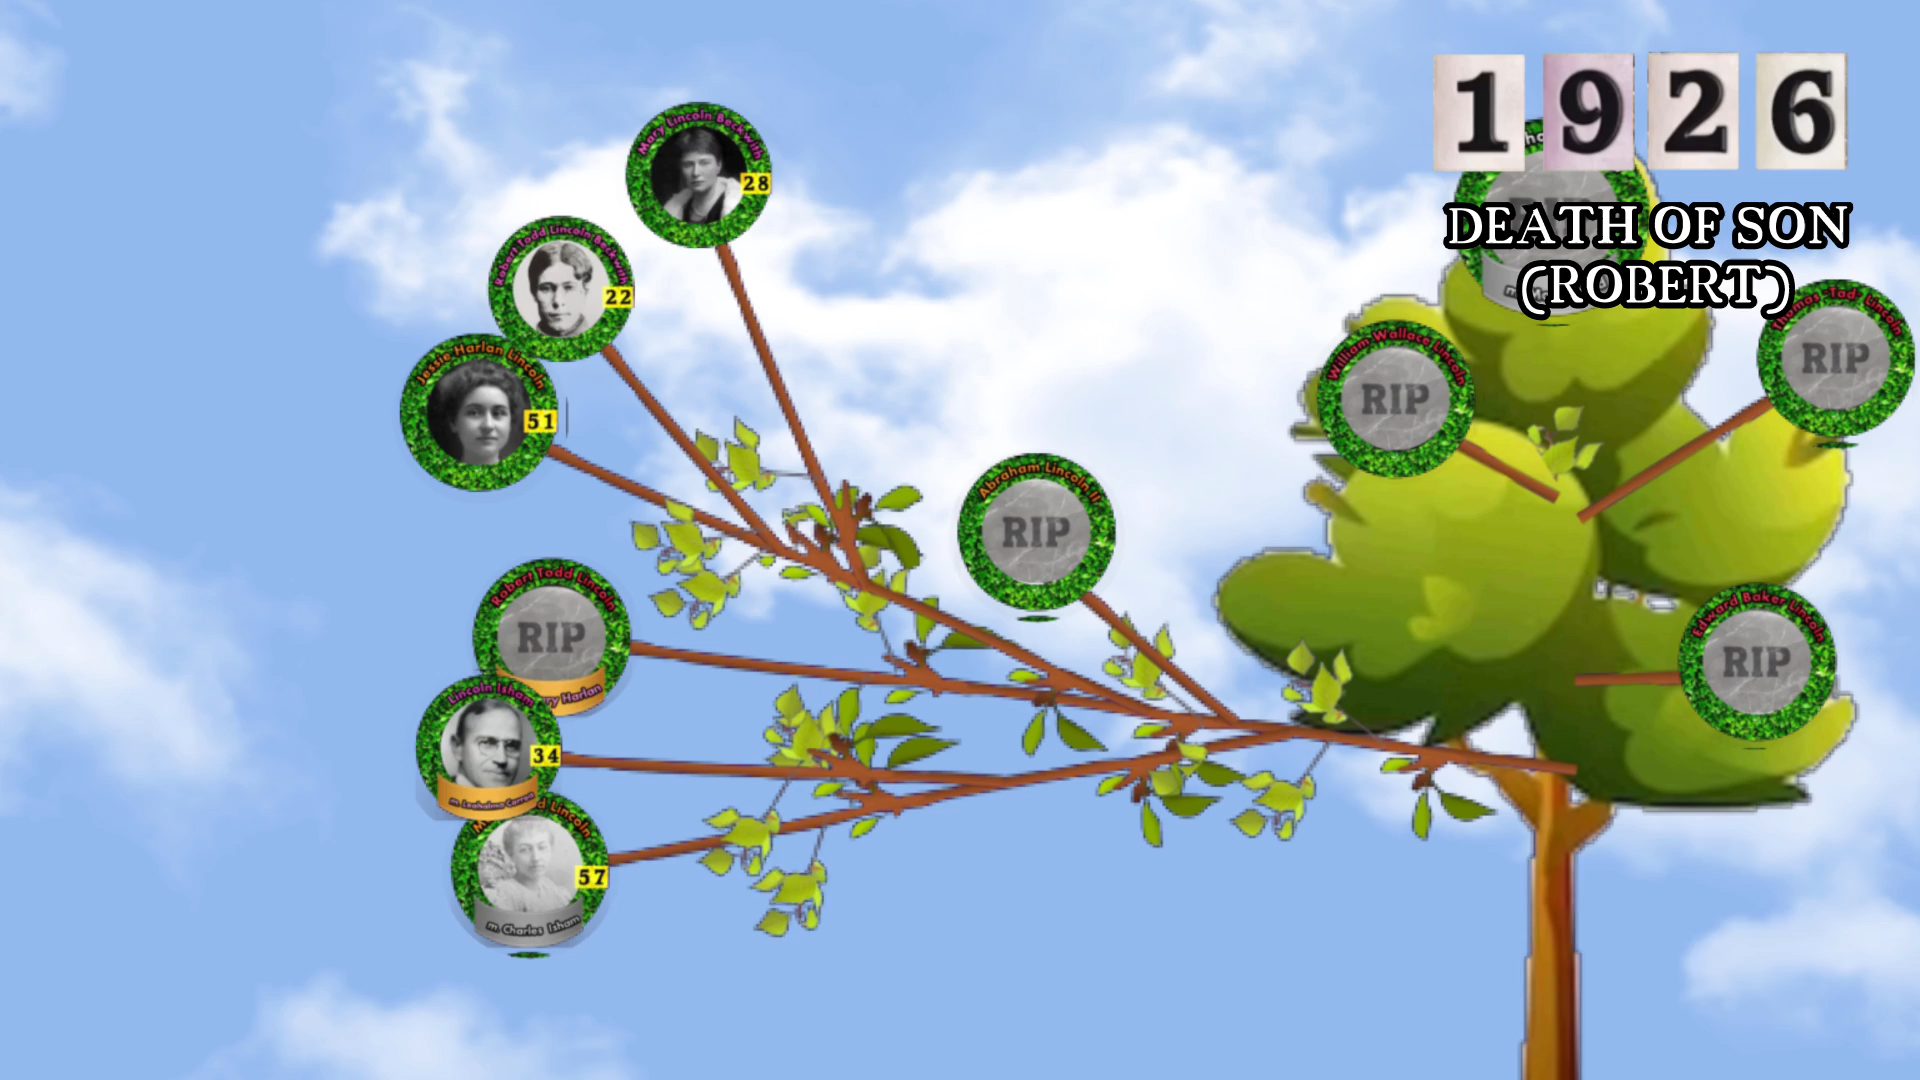 1926
DEATH OF SON
(ROBERT)
Mary Lincoln Beckwith
28
Robert Todd Lincoln Beckwith
22
Jessie Harlan Lincoln
51
Abraham Lincoln II
RIP
William Wallace Lincoln
RIP
Thomas "Tad" Lincoln
RIP
Robert Todd Lincoln
RIP
Harlan
Edward Baker Lincoln
RIP
Lincoln Isham
34
Lincoln
57
m. Charles Isham